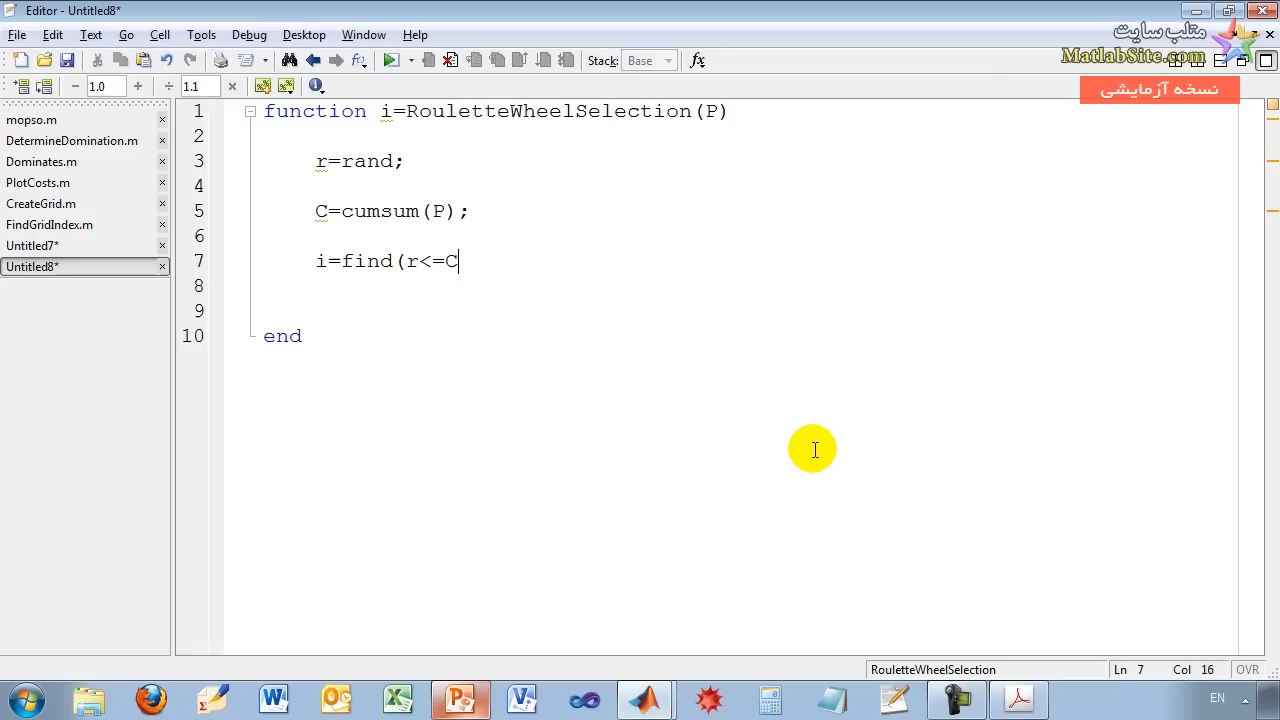 Editor - Untitled8*
File Edit Text Go Cell Tools Debug Desktop Window Help
متلب سایت
MatlabSite.com
Stack: Base fx
نسخه آزمایشی
− 1.0 + ÷ 1.1 ×
mopso.m
DetermineDomination.m
Dominates.m
PlotCosts.m
CreateGrid.m
FindGridIndex.m
Untitled7*
Untitled8*
1 function i=RouletteWheelSelection(P)
2
3 r=rand;
4
5 C=cumsum(P);
6
7 i=find(r<=C
8
9
10 end
RouletteWheelSelection Ln 7 Col 16 OVR
EN